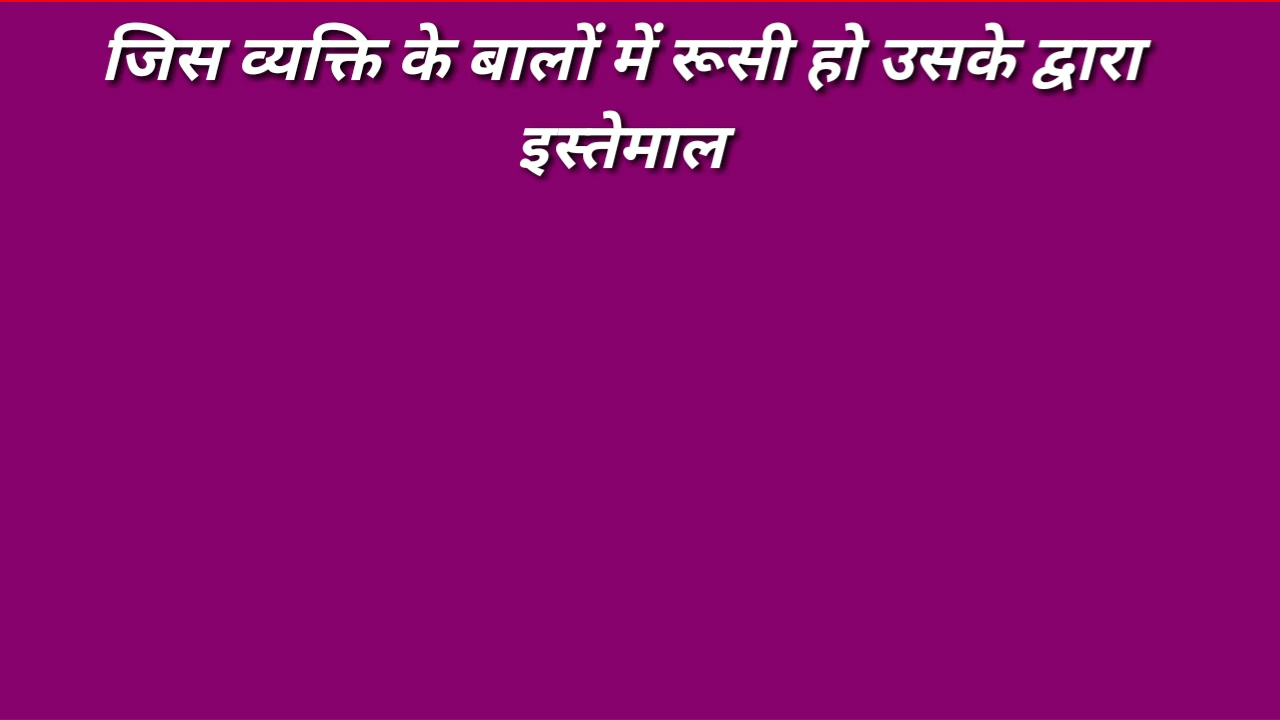 जिस व्यक्ति के बालों में रूसी हो उसके द्वारा
इस्तेमाल